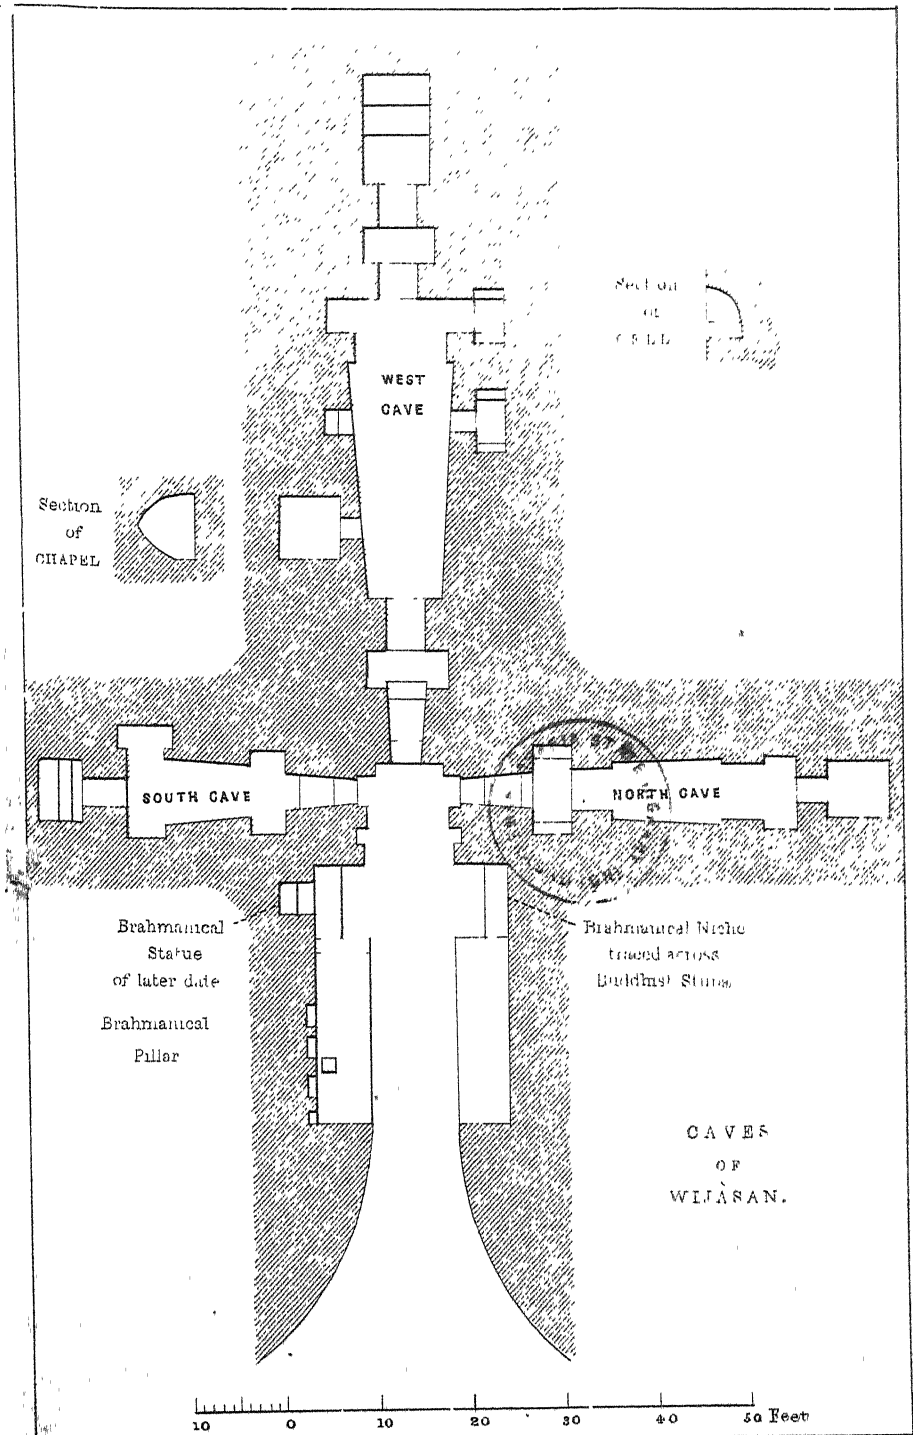 WEST
CAVE
Section
of
CELL
Section
of
CHAPEL
SOUTH CAVE
NORTH CAVE
Brahmanical
Statue
of later date
Brahmanical
Pillar
Brahmanical Niche
traced across
Buddhist Stupa
CAVES
OF
WIJÀSAN.
10 0 10 20 30 40 50 Feet